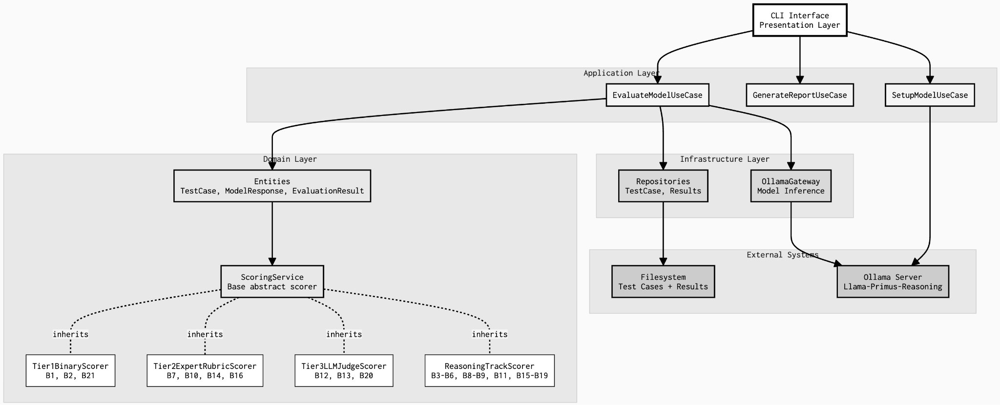 CLI Interface
Presentation Layer
Application Layer
EvaluateModelUseCase
GenerateReportUseCase
SetupModelUseCase
Domain Layer
Infrastructure Layer
Entities
TestCase, ModelResponse, EvaluationResult
Repositories
TestCase, Results
OllamaGateway
Model Inference
External Systems
ScoringService
Base abstract scorer
Filesystem
Test Cases + Results
Ollama Server
Llama-Primus-Reasoning
inherits
inherits
inherits
inherits
Tier1BinaryScorer
B1, B2, B21
Tier2ExpertRubricScorer
B7, B10, B14, B16
Tier3LLMJudgeScorer
B12, B13, B20
ReasoningTrackScorer
B3-B6, B8-B9, B11, B15-B19